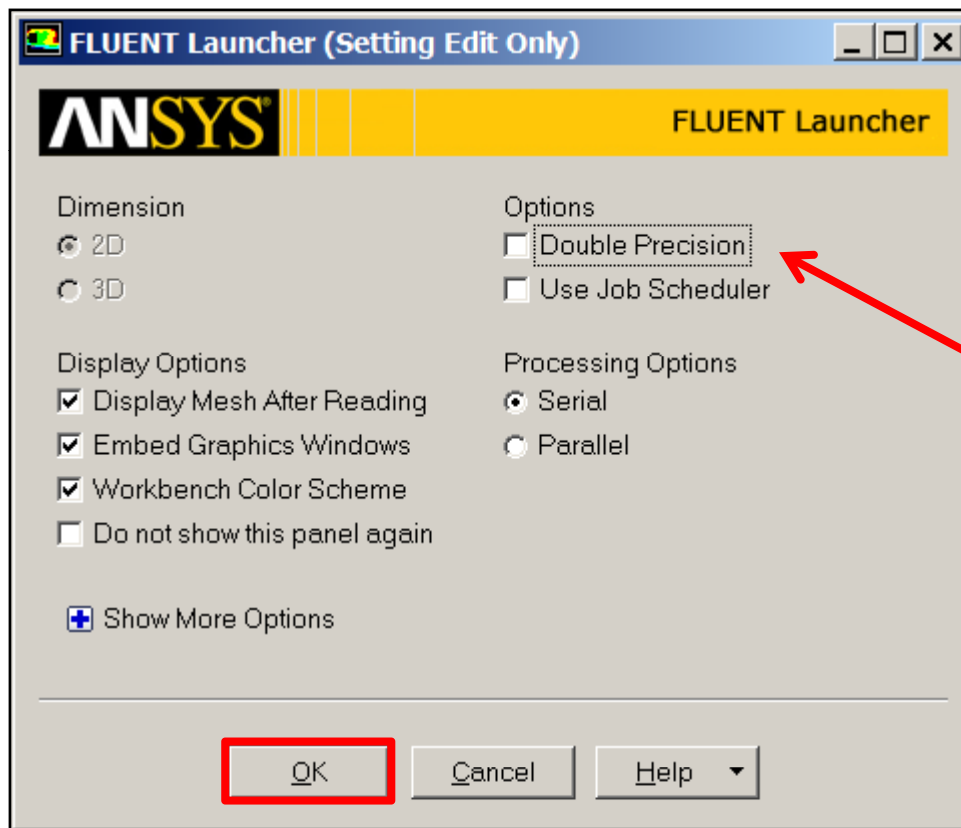 FLUENT Launcher (Setting Edit Only)
ANSYS
FLUENT Launcher
Dimension
2D
3D
Options
Double Precision
Use Job Scheduler
Display Options
Display Mesh After Reading
Embed Graphics Windows
Workbench Color Scheme
Do not show this panel again
Processing Options
Serial
Parallel
Show More Options
OK
Cancel
Help